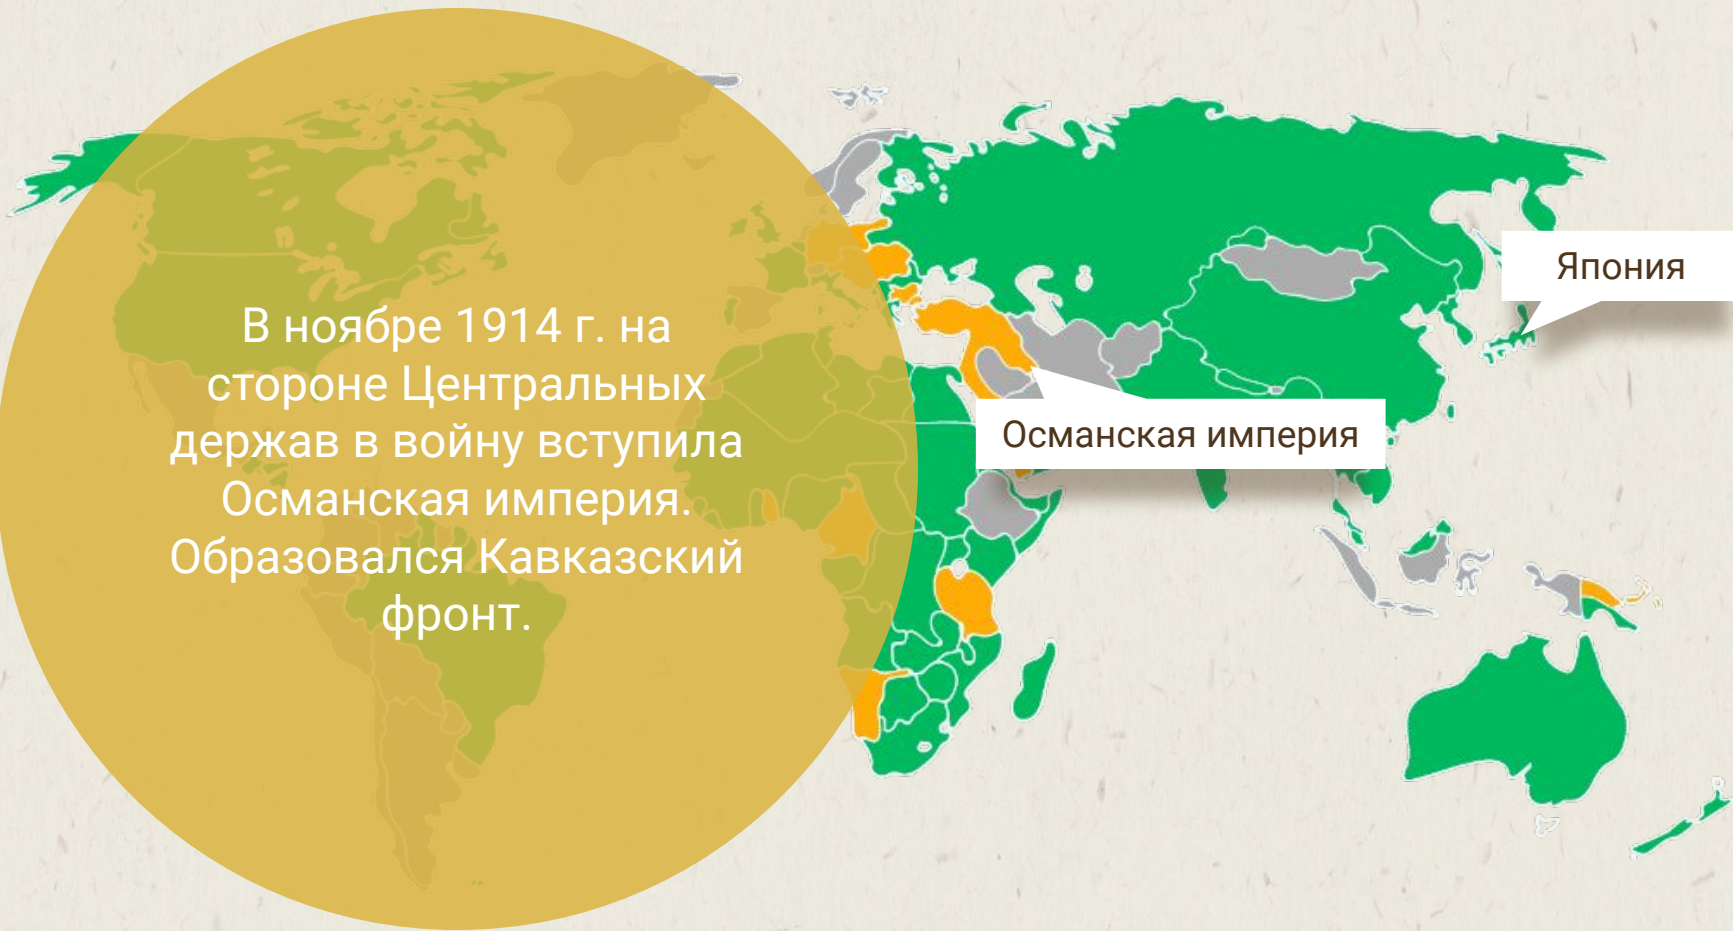 В ноябре 1914 г. на
стороне Центральных
держав в войну вступила
Османская империя.
Образовался Кавказский
фронт.
Япония
Османская империя